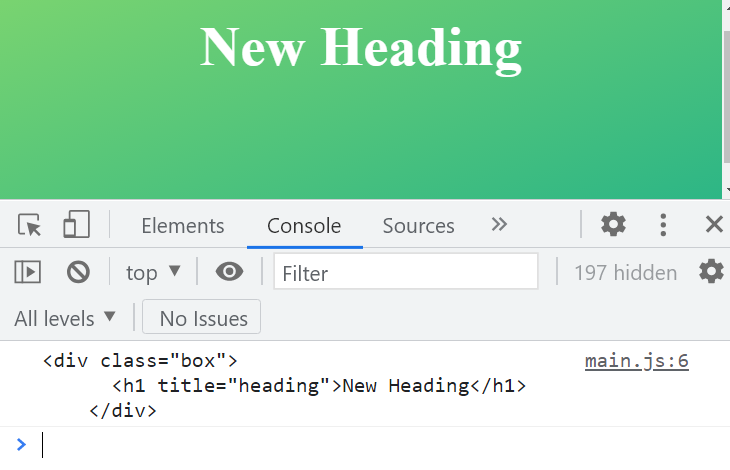 New Heading
Elements Console Sources »
top ▼ Filter 197 hidden
All levels ▼ No Issues
<div class="box"> main.js:6
<h1 title="heading">New Heading</h1>
</div>
>